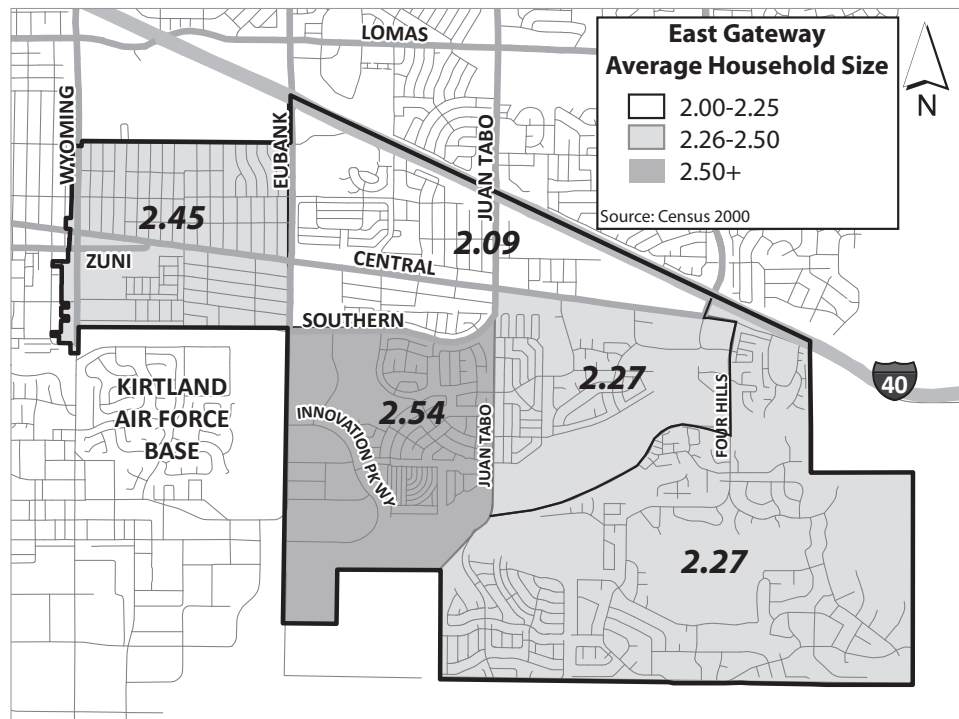 LOMAS
East Gateway
Average Household Size
2.00-2.25
2.26-2.50
2.50+
Source: Census 2000
N
WYOMING
EUBANK
JUAN TABO
2.45
2.09
ZUNI
CENTRAL
SOUTHERN
40
KIRTLAND
AIR FORCE
BASE
2.54
2.27
INNOVATION PK WY
JUAN TABO
FOUR HILLS
2.27